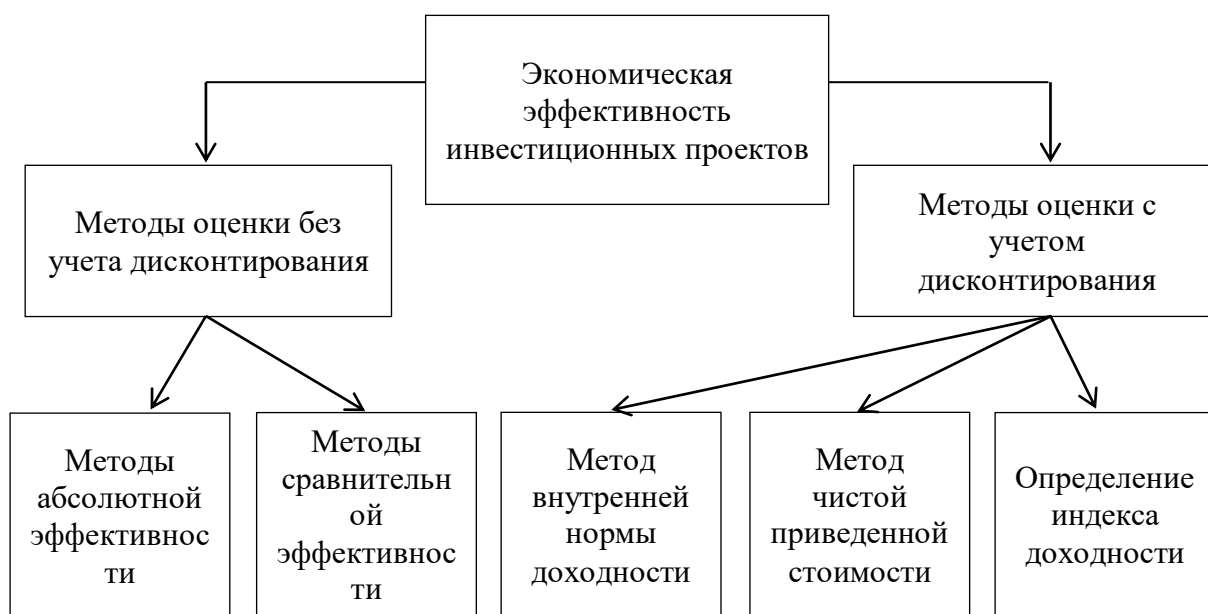 Экономическая
эффективность
инвестиционных проектов
Методы оценки без
учета дисконтирования
Методы оценки с
учетом
дисконтирования
Методы
абсолютной
эффективнос
ти
Методы
сравнительн
ой
эффективнос
ти
Метод
внутренней
нормы
доходности
Метод
чистой
приведенной
стоимости
Определение
индекса
доходности